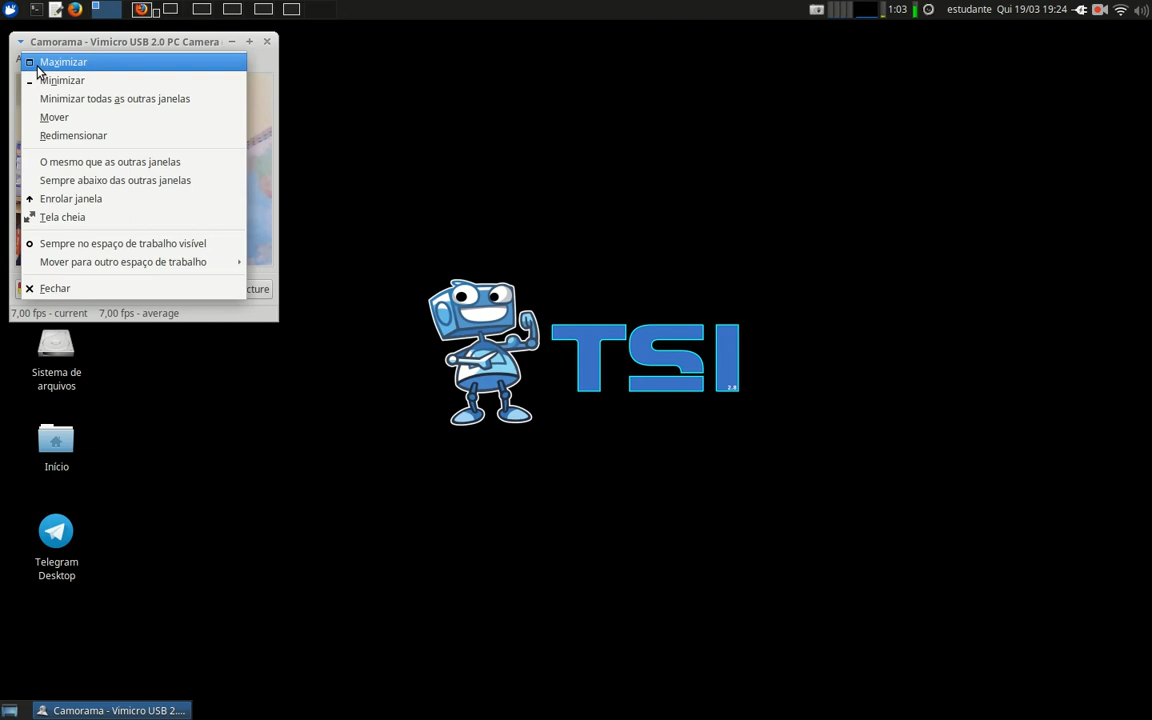 1:03
estudante
Qui 19/03 19:24
Camorama - Vimicro USB 2.0 PC Camera
Maximizar
Minimizar
Minimizar todas as outras janelas
Mover
Redimensionar
O mesmo que as outras janelas
Sempre abaixo das outras janelas
Enrolar janela
Tela cheia
Sempre no espaço de trabalho visível
Mover para outro espaço de trabalho
Fechar
cture
7,00 fps - current 7,00 fps - average
Sistema de
arquivos
Início
Telegram
Desktop
TSI
2.0
Camorama - Vimicro USB 2....